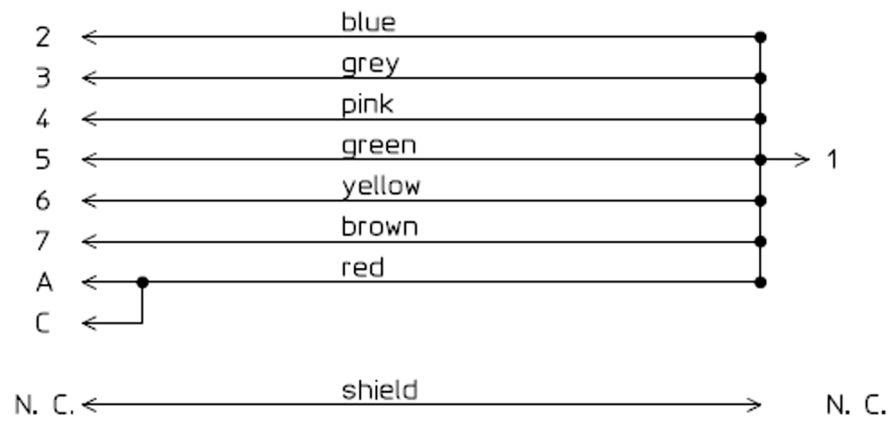 2 blue
3 grey
4 pink
5 green 1
6 yellow
7 brown
A red
C
N. C. shield N. C.